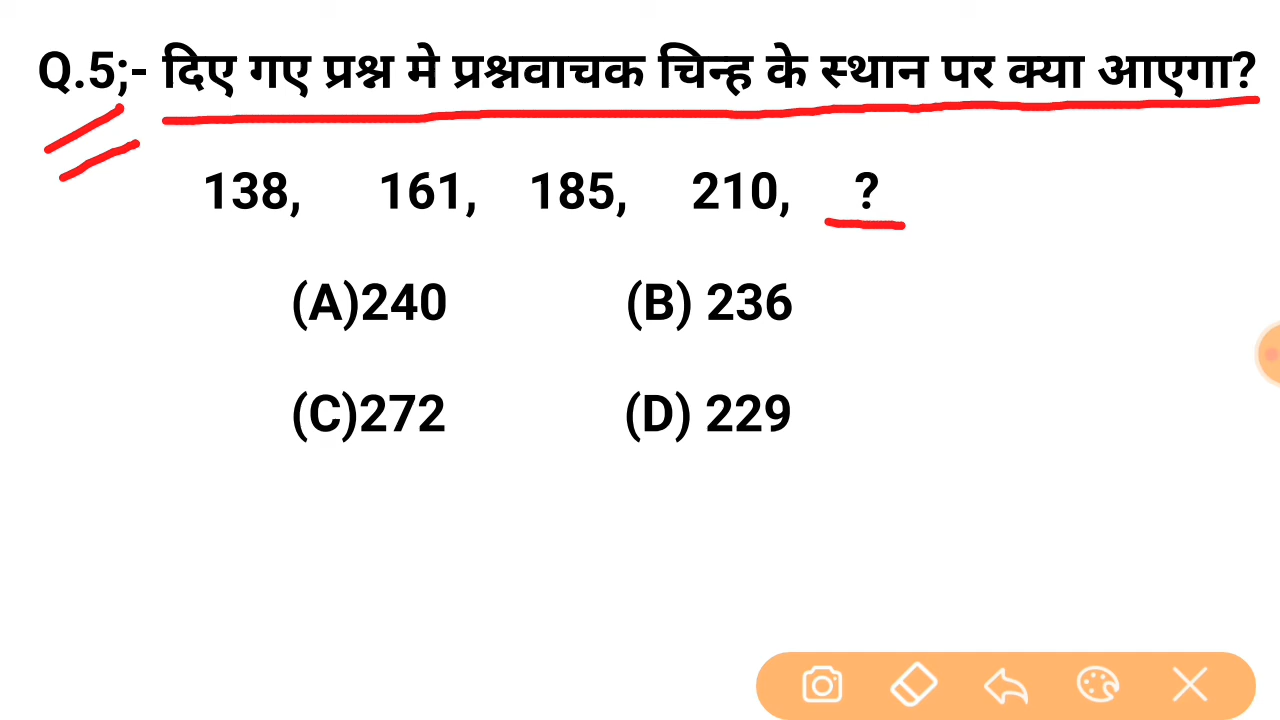 Q.5;- दिए गए प्रश्न मे प्रश्नवाचक चिन्ह के स्थान पर क्या आएगा?
138, 161, 185, 210, ?
(A)240 (B) 236
(C)272 (D) 229